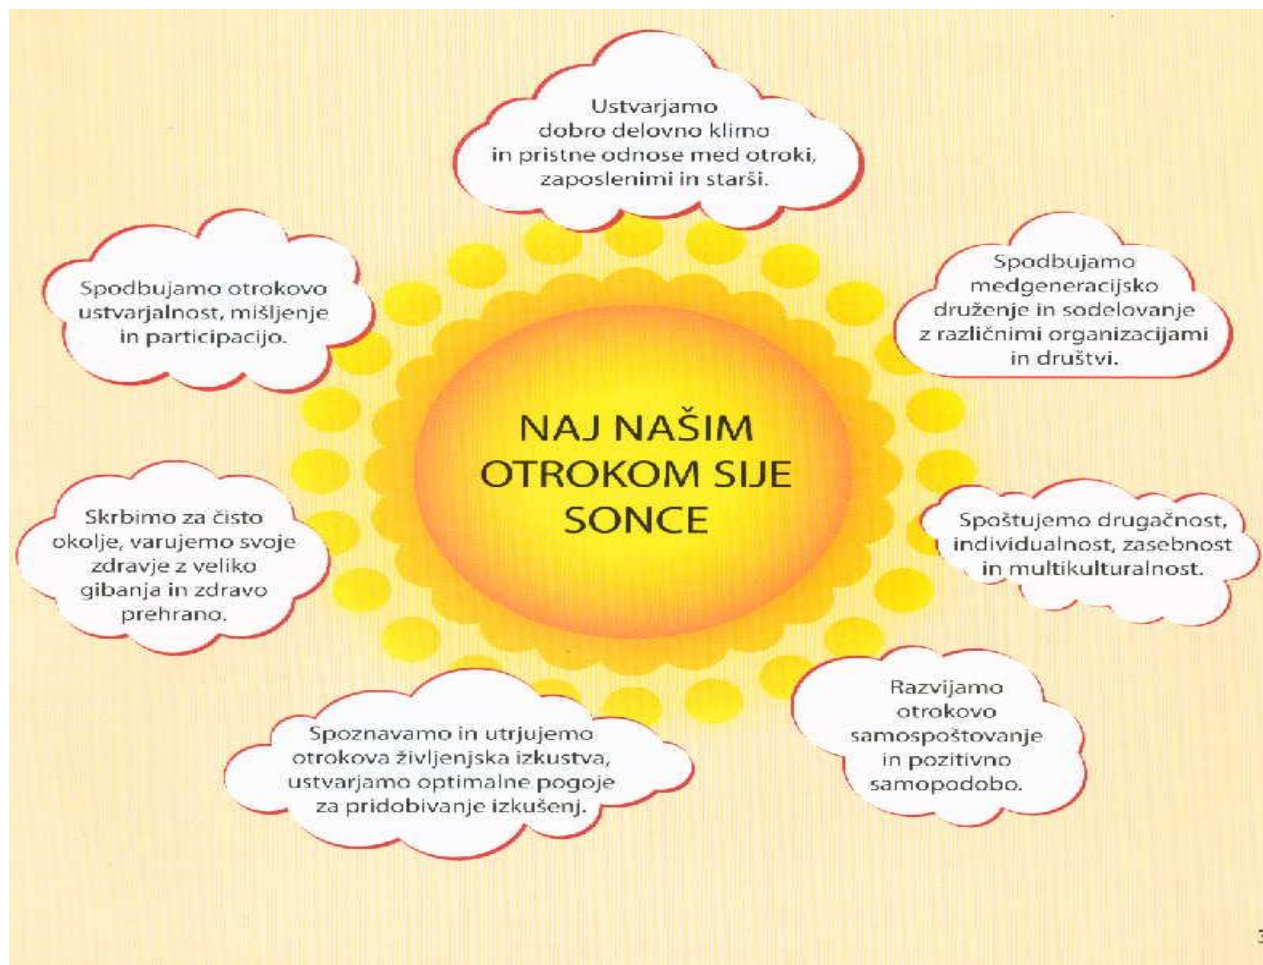 Ustvarjamo
dobro delovno klimo
in pristne odnose med otroki,
zaposlenimi in starši.
Spodbujamo otrokovo
ustvarjalnost, mišljenje
in participacijo.
Spodbujamo
medgeneracijsko
druženje in sodelovanje
z različnimi organizacijami
in društvi.
NAJ NAŠIM
OTROKOM SIJE
SONCE
Skrbimo za čisto
okolje, varujemo svoje
zdravje z veliko
gibanja in zdravo
prehrano.
Spoštujemo drugačnost,
individualnost, zasebnost
in multikulturalnost.
Spoznavamo in utrjujemo
otrokova življenjska izkustva,
ustvarjamo optimalne pogoje
za pridobivanje izkušenj.
Razvijamo
otrokovo
samospoštovanje
in pozitivno
samopodobo.
3